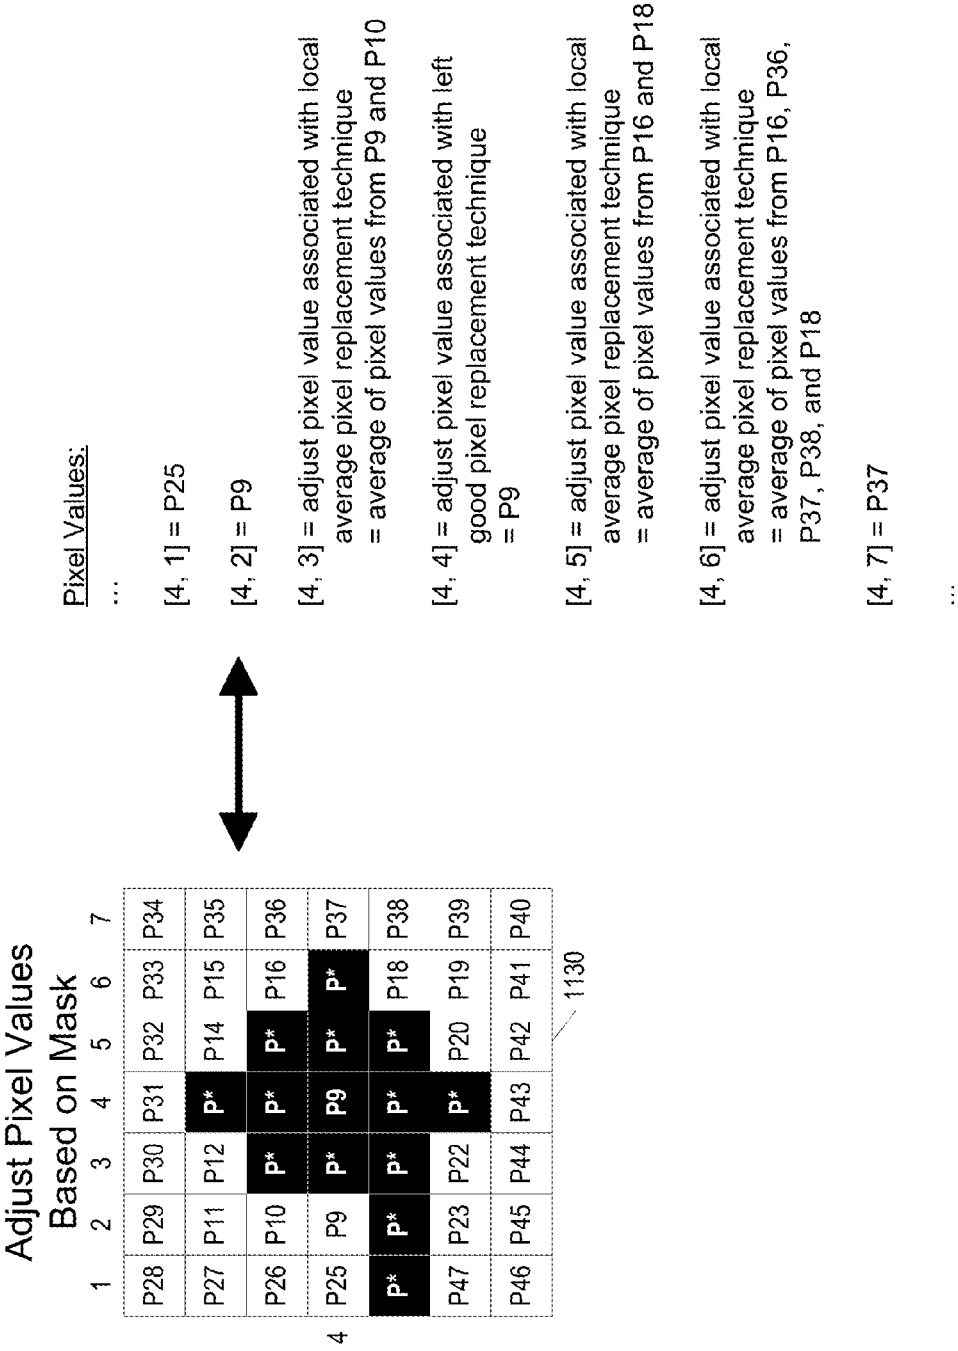 Adjust Pixel Values
Based on Mask
1 2 3 4 5 6 7
P28 P29 P30 P31 P32 P33 P34
P27 P11 P12 P* P14 P15 P35
P26 P10 P* P* P* P16 P36
4 P25 P9 P* P9 P* P* P37
P* P* P* P* P* P18 P38
P47 P23 P22 P* P20 P19 P39
P46 P45 P44 P43 P42 P41 P40
1130
Pixel Values:
...
[4, 1] = P25
[4, 2] = P9
[4, 3] = adjust pixel value associated with local
average pixel replacement technique
= average of pixel values from P9 and P10
[4, 4] = adjust pixel value associated with left
good pixel replacement technique
= P9
[4, 5] = adjust pixel value associated with local
average pixel replacement technique
= average of pixel values from P16 and P18
[4, 6] = adjust pixel value associated with local
average pixel replacement technique
= average of pixel values from P16, P36,
P37, P38, and P18
[4, 7] = P37
...